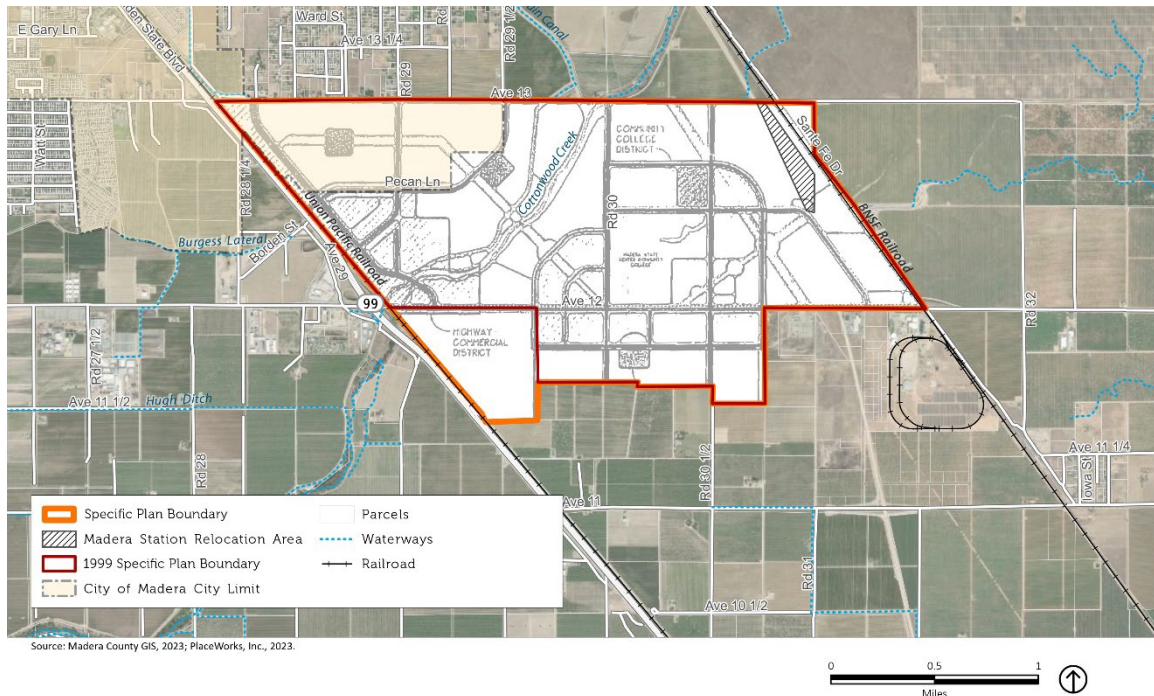 Ward St
E Gary Ln
Ave 13 1/4
Rd 29
Rd 29 1/2
Ave 13
Watt St
Rd 28 1/4
Pecan Ln
Cottonwood Creek
COMMUNITY
COLLEGE
DISTRICT
Sante Fe Dr
Union Pacific Railroad
Rd 30
BNSF Railroad
Burgess Lateral
Borden St
Ave 29
MADERA STATE
CENTER COMMUNITY
COLLEGE
99
Ave 12
Rd 32
HIGHWAY
COMMERCIAL
DISTRICT
Rd 27 1/2
Ave 11 1/2
Hugh Ditch
Rd 28
Rd 30 1/2
Ave 11 1/4
Iowa St
Ave 11
Rd 31
Ave 10 1/2
Specific Plan Boundary
Madera Station Relocation Area
1999 Specific Plan Boundary
City of Madera City Limit
Parcels
Waterways
Railroad
Source: Madera County GIS, 2023; PlaceWorks, Inc., 2023.
0 0.5 1
Miles